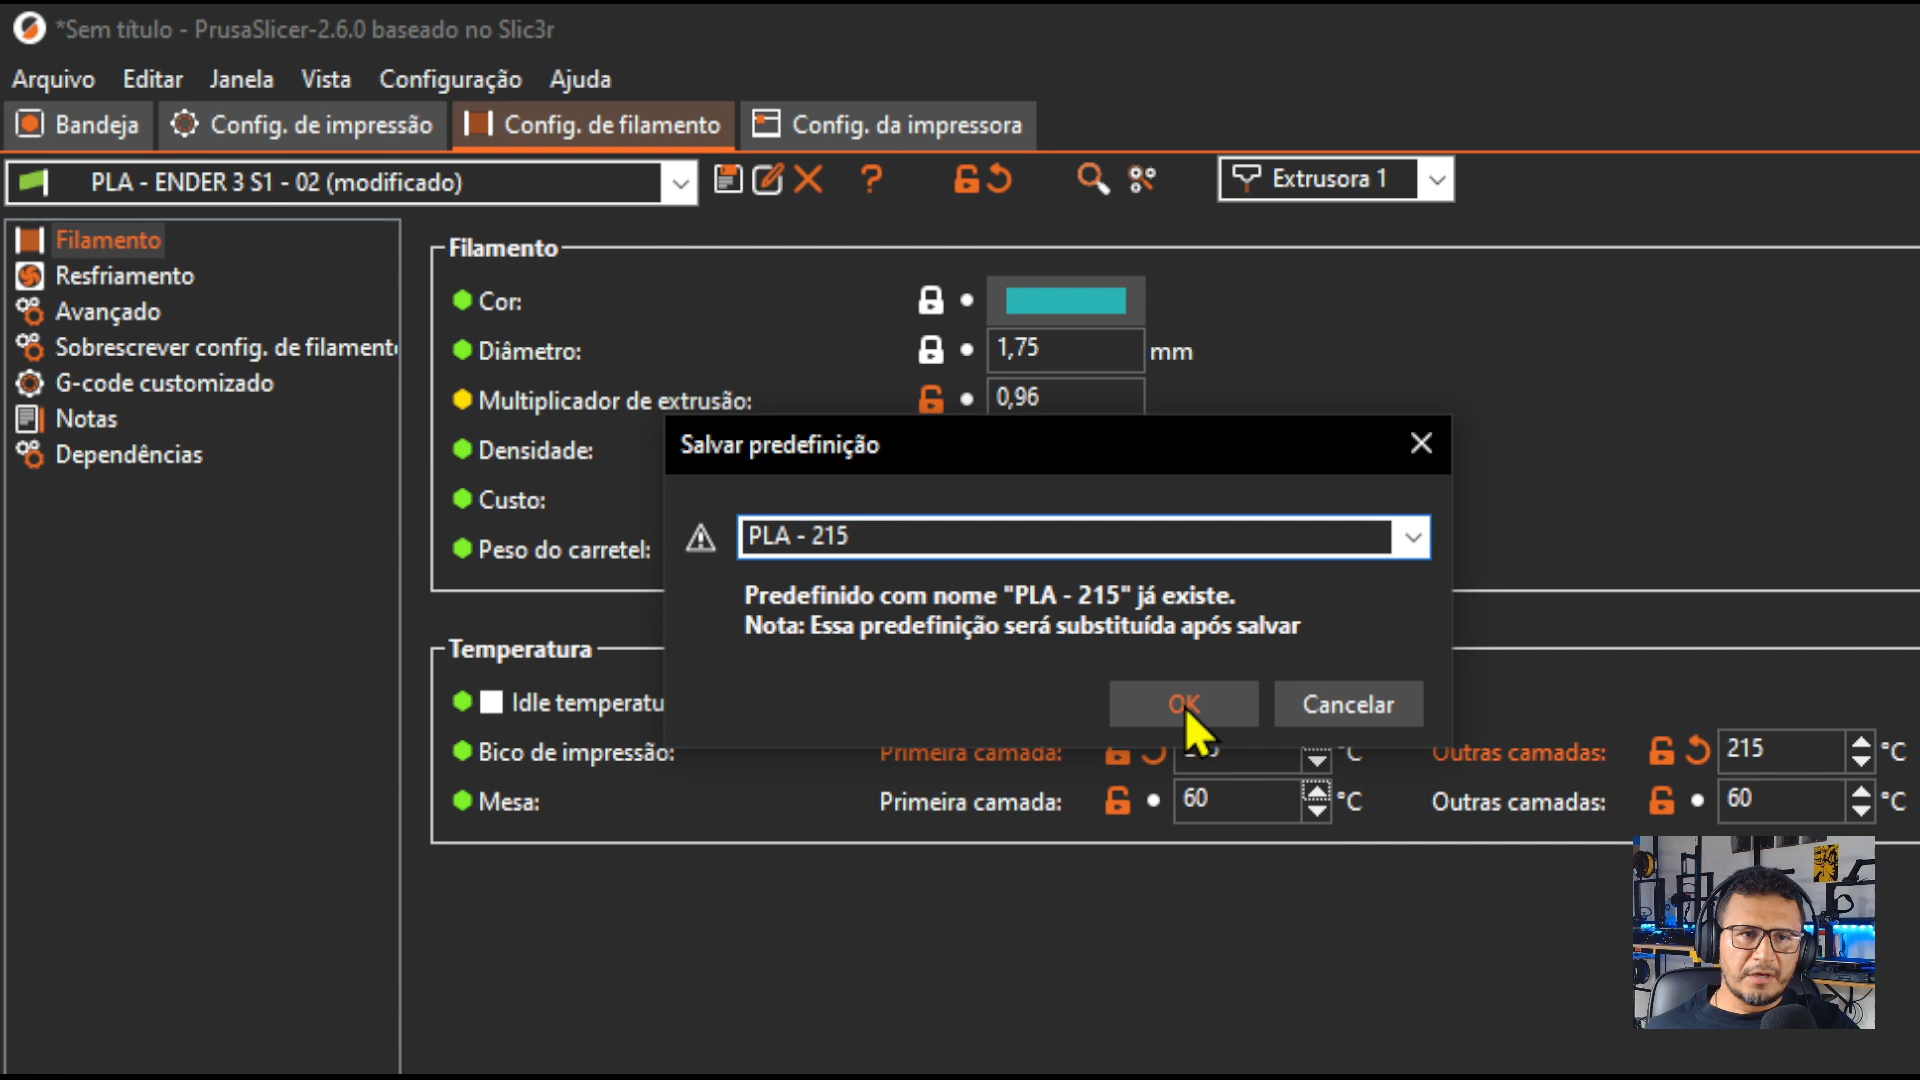 *Sem título - PrusaSlicer-2.6.0 baseado no Slic3r
Arquivo Editar Janela Vista Configuração Ajuda
Bandeja Config. de impressão Config. de filamento Config. da impressora
PLA - ENDER 3 S1 - 02 (modificado) ? Extrusora 1
Filamento
Resfriamento
Avançado
Sobrescrever config. de filament
G-code customizado
Notas
Dependências
Filamento
Cor:
Diâmetro: 1,75 mm
Multiplicador de extrusão: 0,96
Densidade:
Custo:
Peso do carretel:
Salvar predefinição
PLA - 215
Predefinido com nome "PLA - 215" já existe.
Nota: Essa predefinição será substituída após salvar
OK Cancelar
Temperatura
Idle temperatu
Bico de impressão: Primeira camada: °C Outras camadas: 215 °C
Mesa: Primeira camada: 60 °C Outras camadas: 60 °C